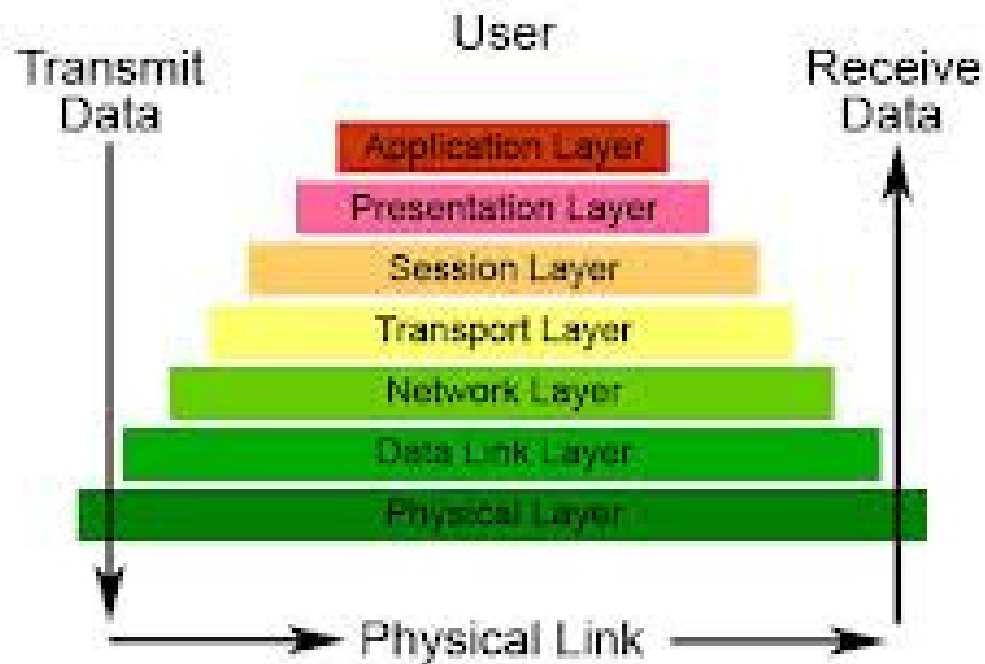 User
Transmit
Data
Receive
Data
Application Layer
Presentation Layer
Session Layer
Transport Layer
Network Layer
Data Link Layer
Physical Layer
Physical Link